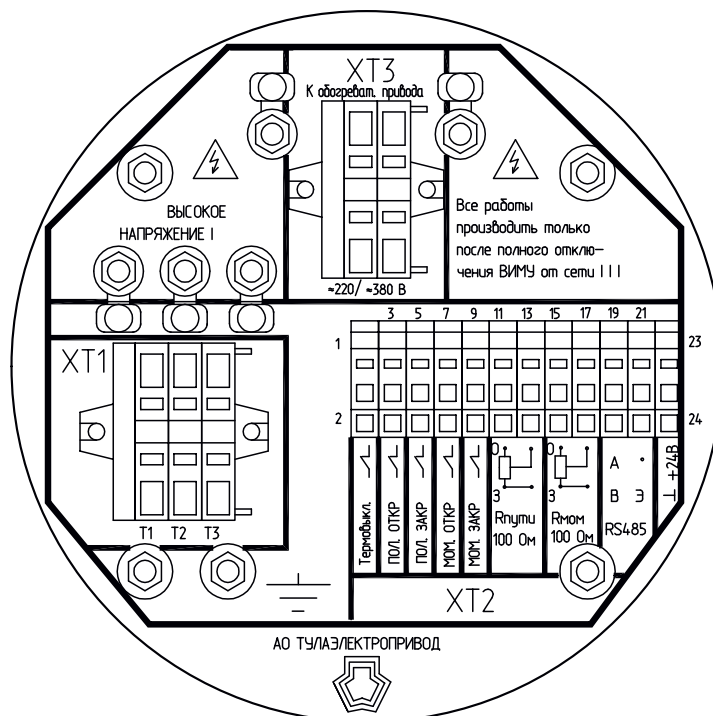 XT3
К обогреват. привода
ВЫСОКОЕ
НАПРЯЖЕНИЕ !
Все работы
производить только
после полного отклю-
чения ВИМУ от сети !!!
≈220/ ≈380 В
3 5 7 9 11 13 15 17 19 21
1 23
2 24
XT1
T1 T2 T3
Термовыкл.
ПОЛ. ОТКР
ПОЛ. ЗАКР
МОМ. ОТКР
МОМ. ЗАКР
0
3
Rпути
100 Ом
0
3
Rмом
100 Ом
А
В Э
RS485
⊥ +24В
XT2
АО ТУЛАЭЛЕКТРОПРИВОД